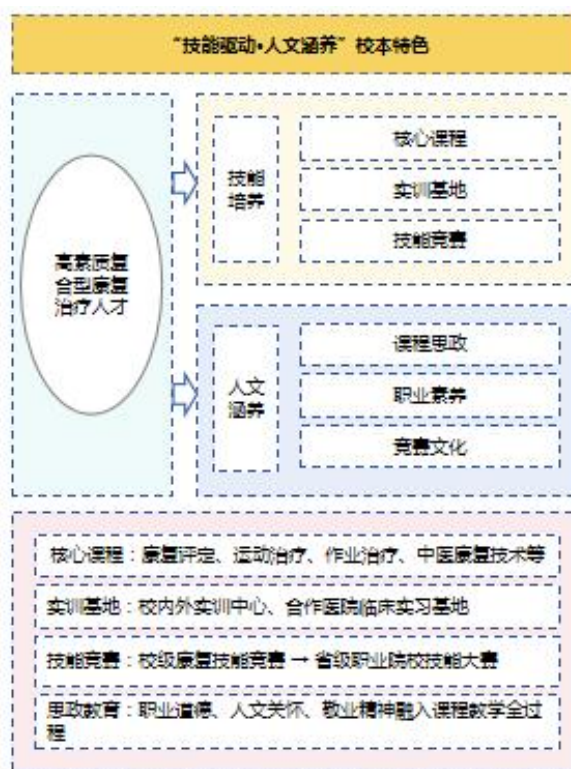 “技能驱动•人文涵养”校本特色
高素质复
合型康复
治疗人才
技能
培养
核心课程
实训基地
技能竞赛
人文
涵养
课程思政
职业素养
竞赛文化
核心课程：康复评定、运动治疗、作业治疗、中医康复技术等
实训基地：校内外实训中心、合作医院临床实习基地
技能竞赛：校级康复技能竞赛 → 省级职业院校技能大赛
思政教育：职业道德、人文关怀、敬业精神融入课程教学全过
程